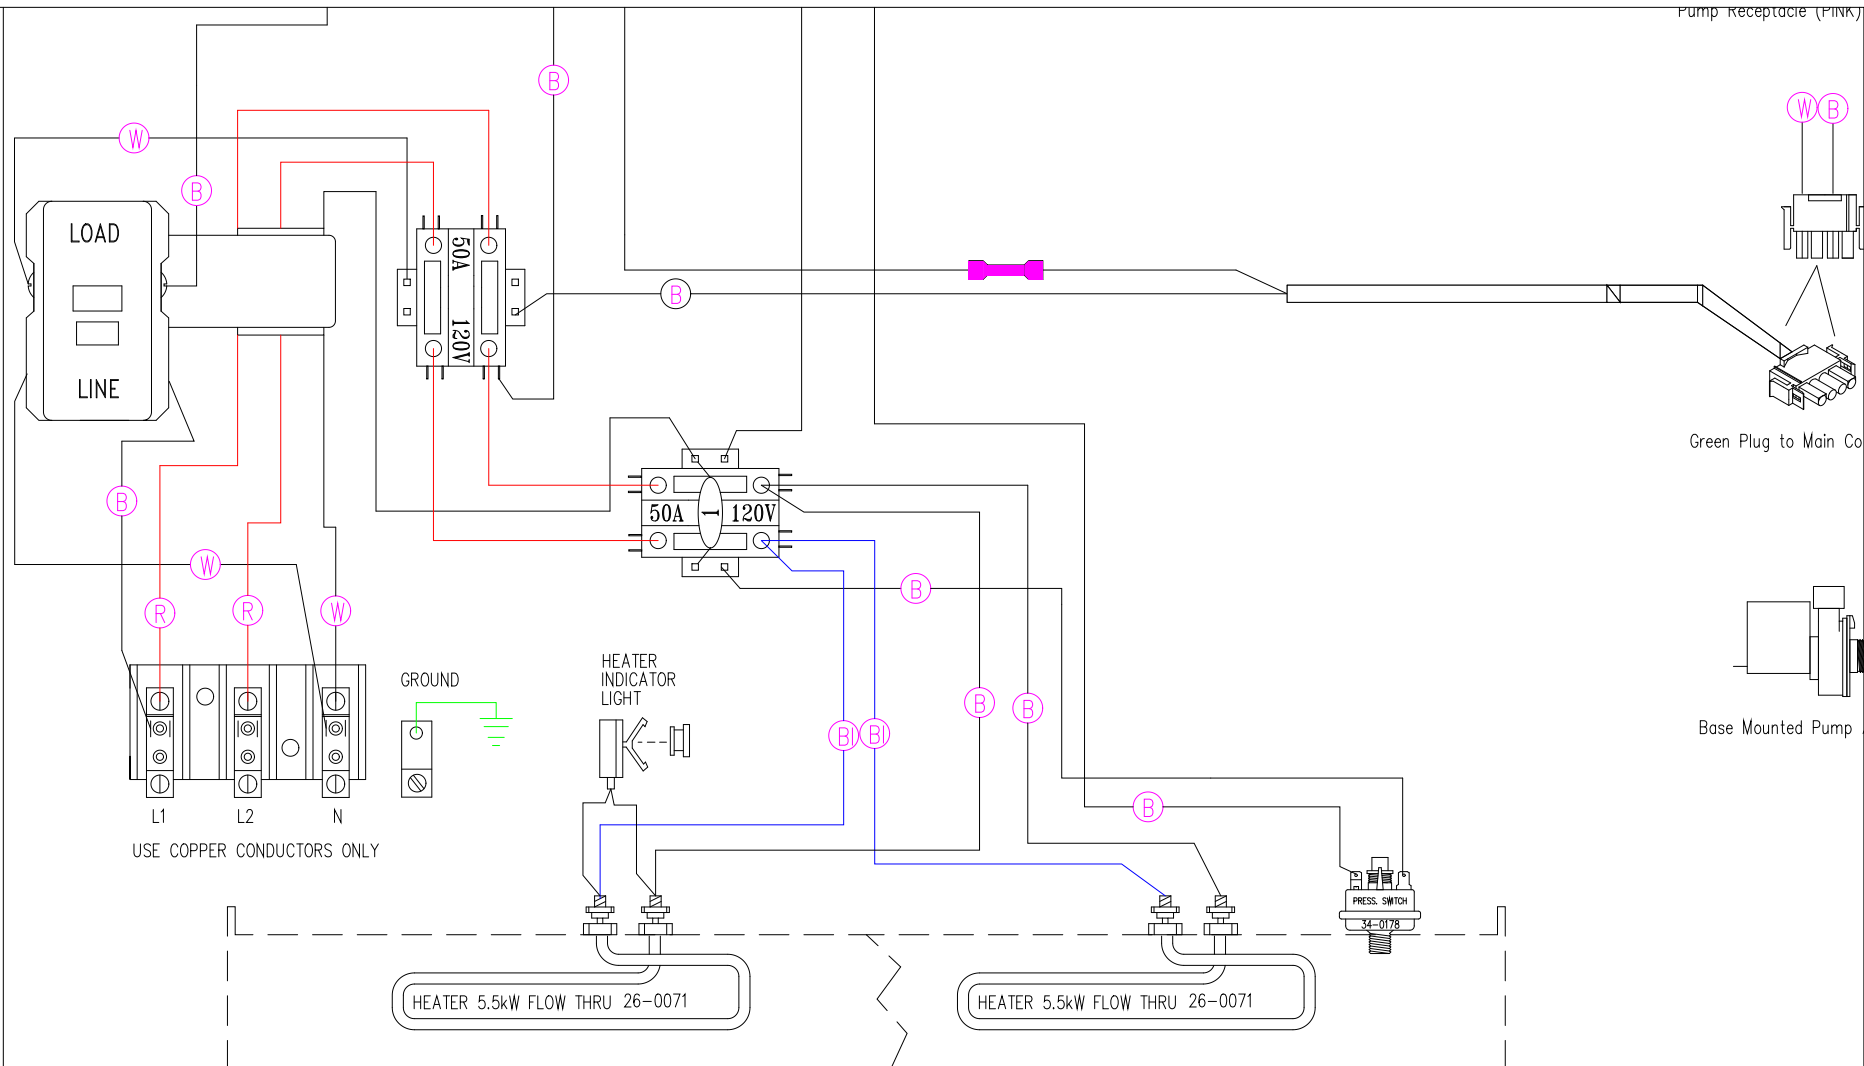 Pump Receptacle (PINK)
B
W
W B
B
LOAD
50A 120V
B
LINE
Green Plug to Main Co
B
50A 1 120V
W
B
R
R
W
HEATER
INDICATOR
LIGHT
GROUND
B
B
Base Mounted Pump
Bl
Bl
B
L1
L2
N
USE COPPER CONDUCTORS ONLY
PRESS. SWITCH
34-0178
HEATER 5.5kW FLOW THRU 26-0071
HEATER 5.5kW FLOW THRU 26-0071